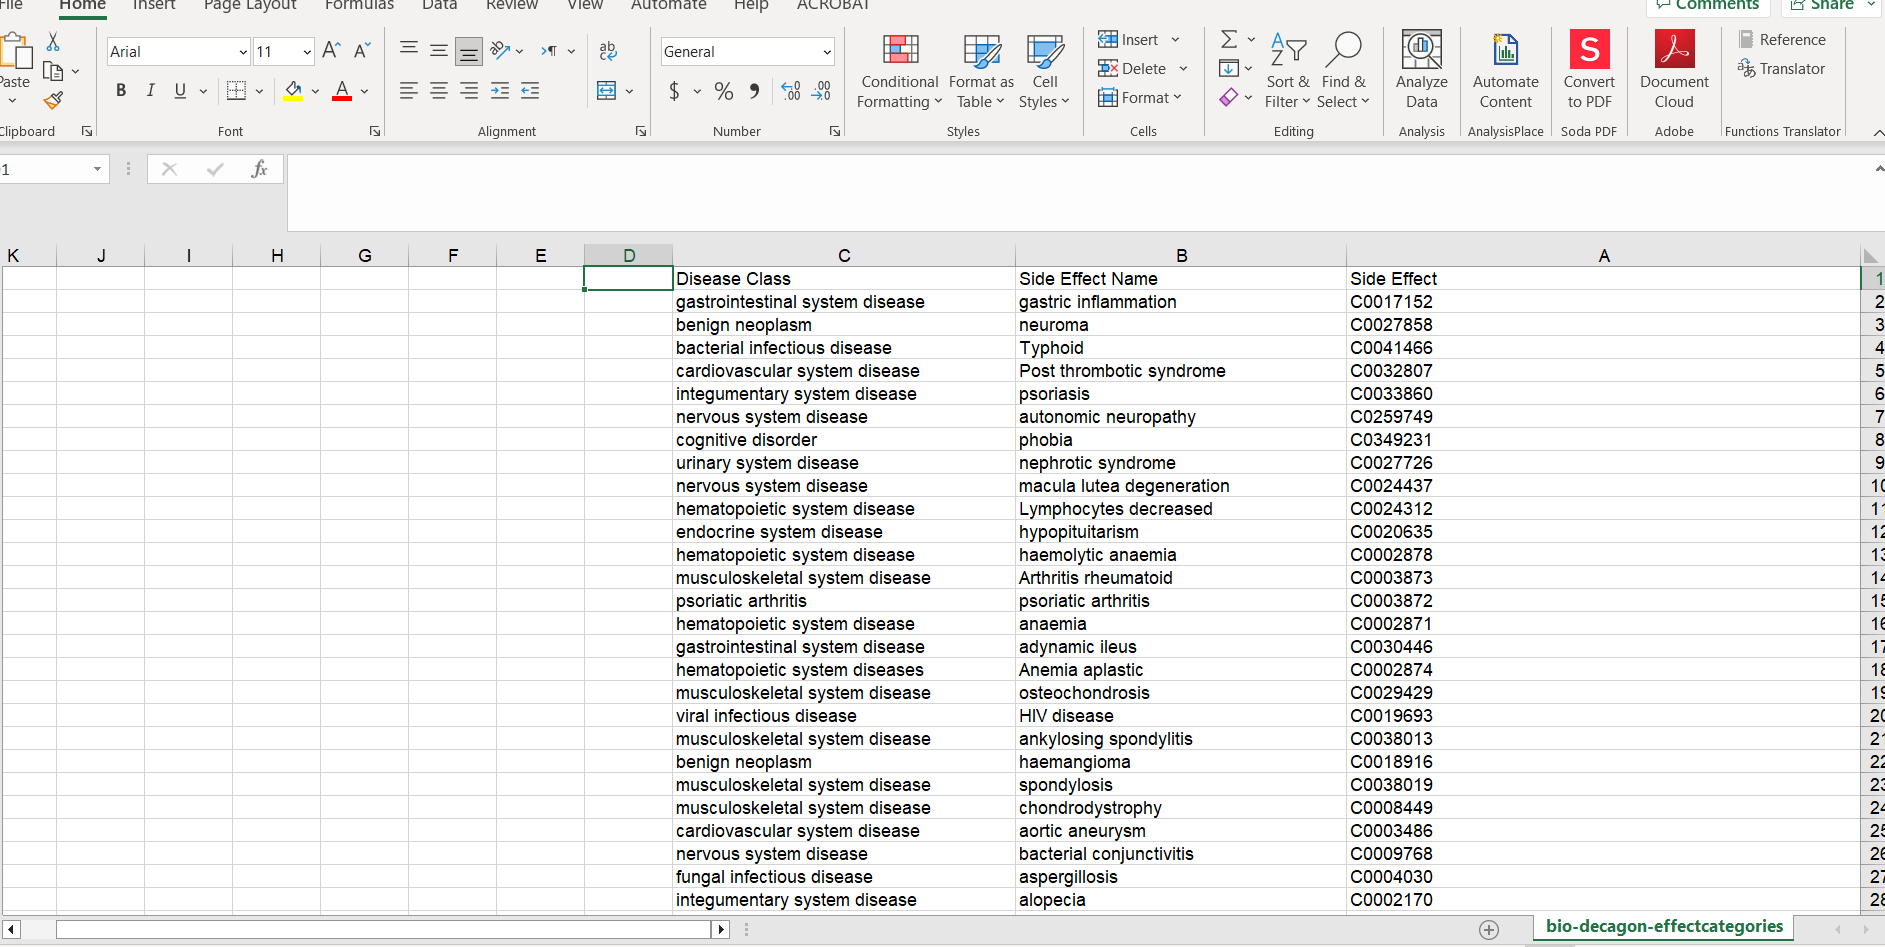 File Home Insert Page Layout Formulas Data Review View Automate Help ACROBAT Comments Share
Paste Arial 11 General Insert Reference
Conditional Format as Cell Delete Sort & Find & Analyze Automate Convert Document Translator
B I U $ % Formatting Table Styles Format Filter Select Data Content to PDF Cloud
Clipboard Font Alignment Number Styles Cells Editing Analysis AnalysisPlace Soda PDF Adobe Functions Translator
fx
K J I H G F E D C B A
Disease Class Side Effect Name Side Effect 1
gastrointestinal system disease gastric inflammation C0017152 2
benign neoplasm neuroma C0027858 3
bacterial infectious disease Typhoid C0041466 4
cardiovascular system disease Post thrombotic syndrome C0032807 5
integumentary system disease psoriasis C0033860 6
nervous system disease autonomic neuropathy C0259749 7
cognitive disorder phobia C0349231 8
urinary system disease nephrotic syndrome C0027726 9
nervous system disease macula lutea degeneration C0024437 10
hematopoietic system disease Lymphocytes decreased C0024312 11
endocrine system disease hypopituitarism C0020635 12
hematopoietic system disease haemolytic anaemia C0002878 13
musculoskeletal system disease Arthritis rheumatoid C0003873 14
psoriatic arthritis psoriatic arthritis C0003872 15
hematopoietic system disease anaemia C0002871 16
gastrointestinal system disease adynamic ileus C0030446 17
hematopoietic system diseases Anemia aplastic C0002874 18
musculoskeletal system disease osteochondrosis C0029429 19
viral infectious disease HIV disease C0019693 20
musculoskeletal system disease ankylosing spondylitis C0038013 21
benign neoplasm haemangioma C0018916 22
musculoskeletal system disease spondylosis C0038019 23
musculoskeletal system disease chondrodystrophy C0008449 24
cardiovascular system disease aortic aneurysm C0003486 25
nervous system disease bacterial conjunctivitis C0009768 26
fungal infectious disease aspergillosis C0004030 27
integumentary system disease alopecia C0002170 28
bio-decagon-effectcategories